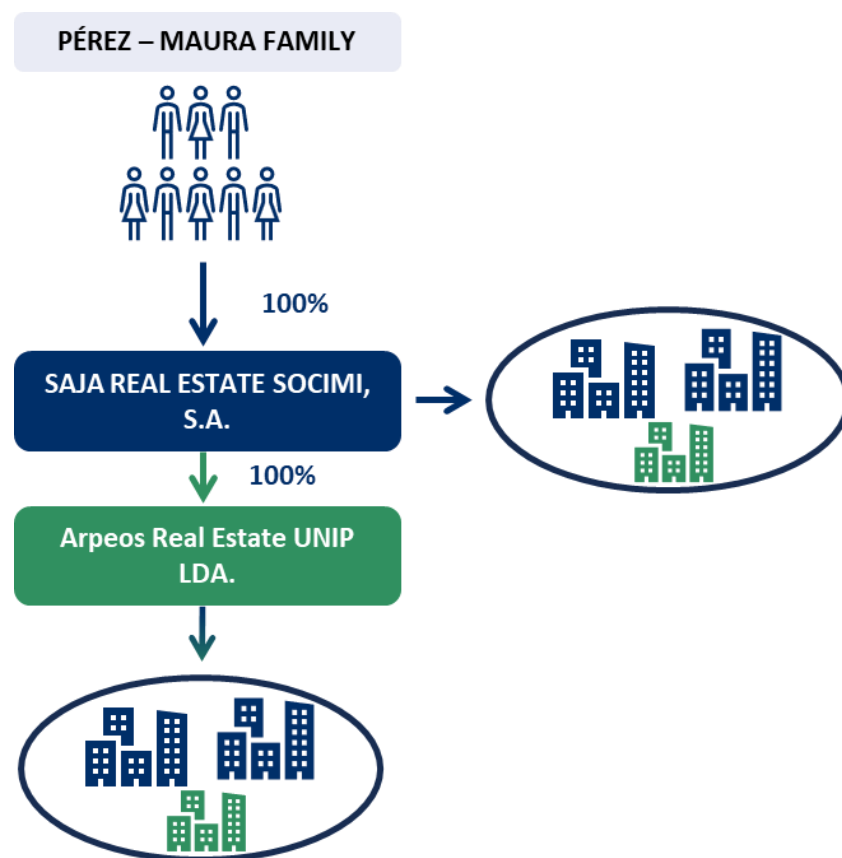 PÉREZ – MAURA FAMILY
100%
SAJA REAL ESTATE SOCIMI,
S.A.
100%
Arpeos Real Estate UNIP
LDA.